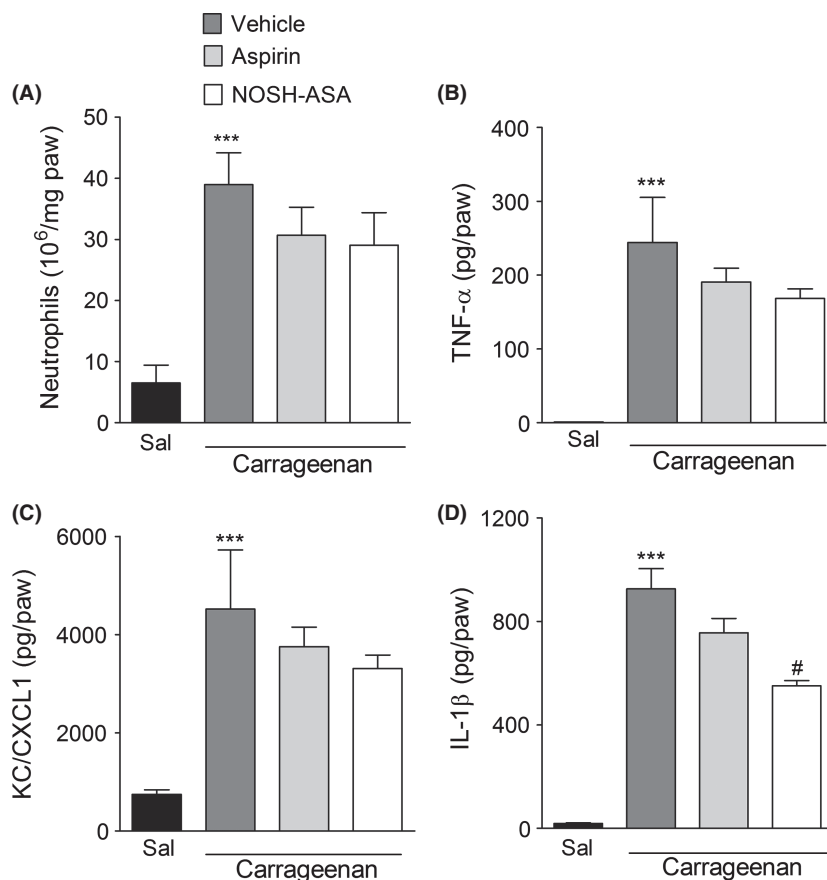 Vehicle
Aspirin
NOSH-ASA
(A)
Neutrophils (10⁶/mg paw)
50
40
30
20
10
0
***
Sal
Carrageenan
(B)
TNF-α (pg/paw)
400
300
200
100
0
***
Sal
Carrageenan
(C)
KC/CXCL1 (pg/paw)
6000
4000
2000
0
***
Sal
Carrageenan
(D)
IL-1β (pg/paw)
1200
800
400
0
***
#
Sal
Carrageenan